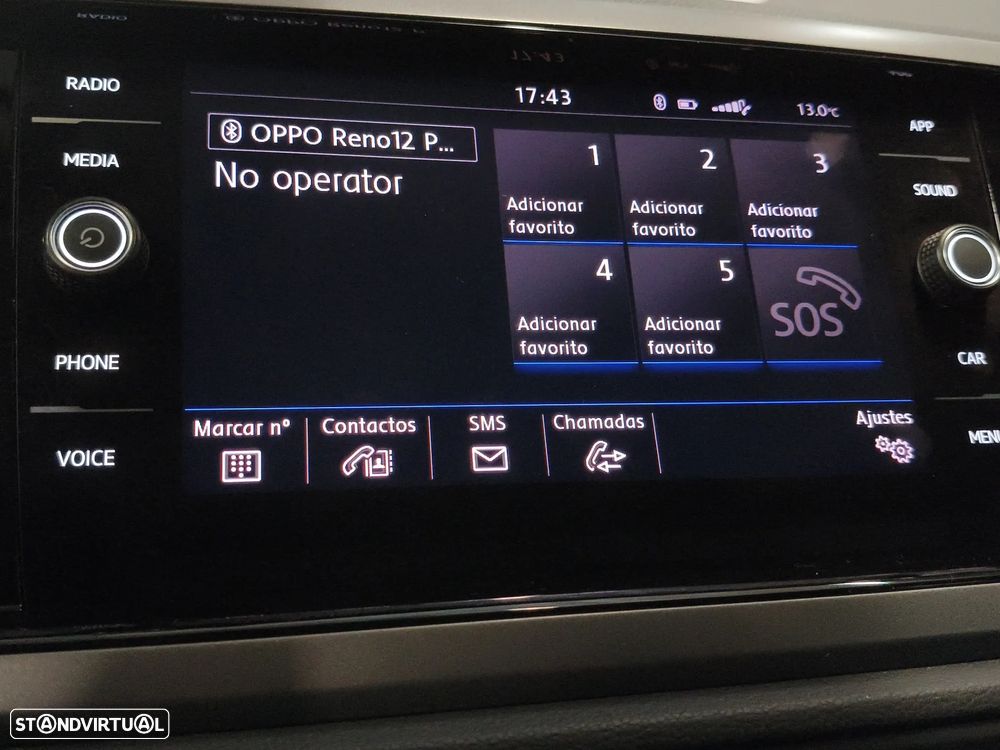 RADIO
MEDIA
PHONE
VOICE
17:43
13.0°C
OPPO Reno12 P...
No operator
1
Adicionar
favorito
2
Adicionar
favorito
3
Adicionar
favorito
4
Adicionar
favorito
5
Adicionar
favorito
SOS
Marcar nº
Contactos
SMS
Chamadas
Ajustes
APP
SOUND
CAR
MENU
STANDVIRTUAL